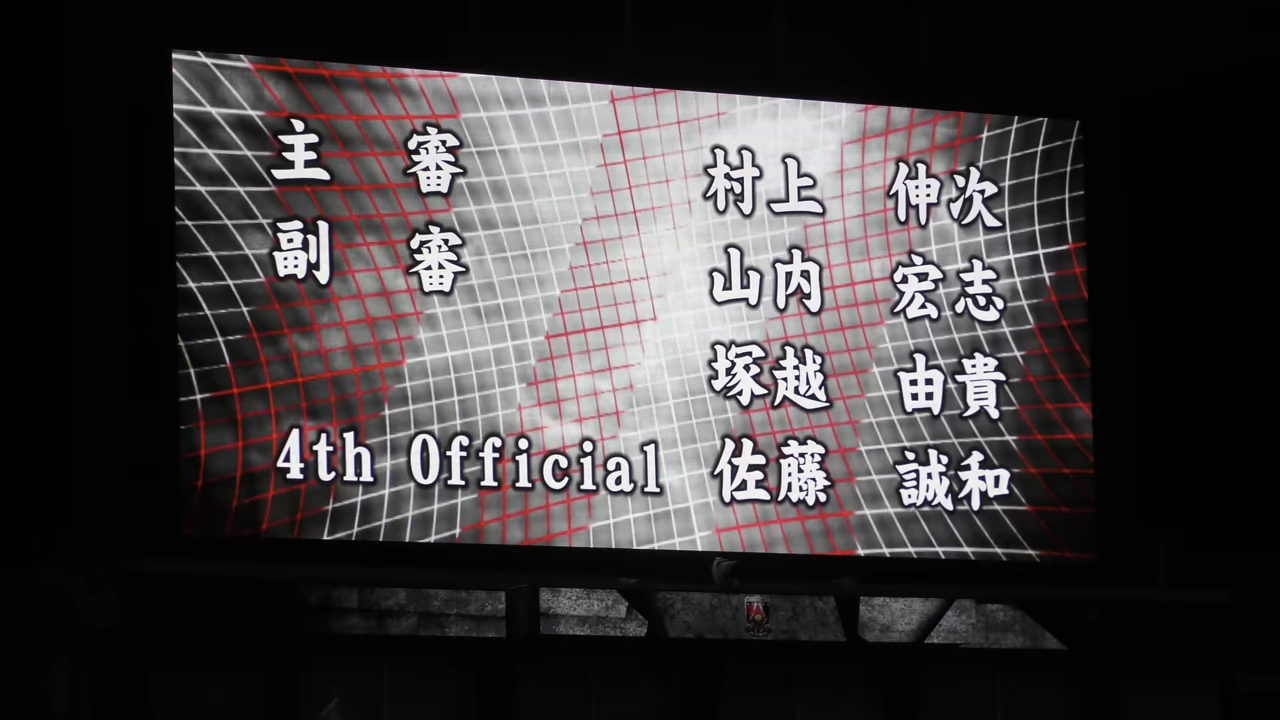 主審 村上 伸次
副審 山内 宏志
塚越 由貴
4th Official 佐藤 誠和